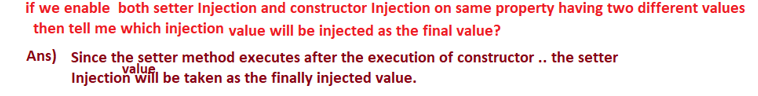 if we enable  both setter Injection and constructor Injection on same property having two different values
then tell me which injection value will be injected as the final value?
Ans)  Since the setter method executes after the execution of constructor .. the setter
Injection value will be taken as the finally injected value.